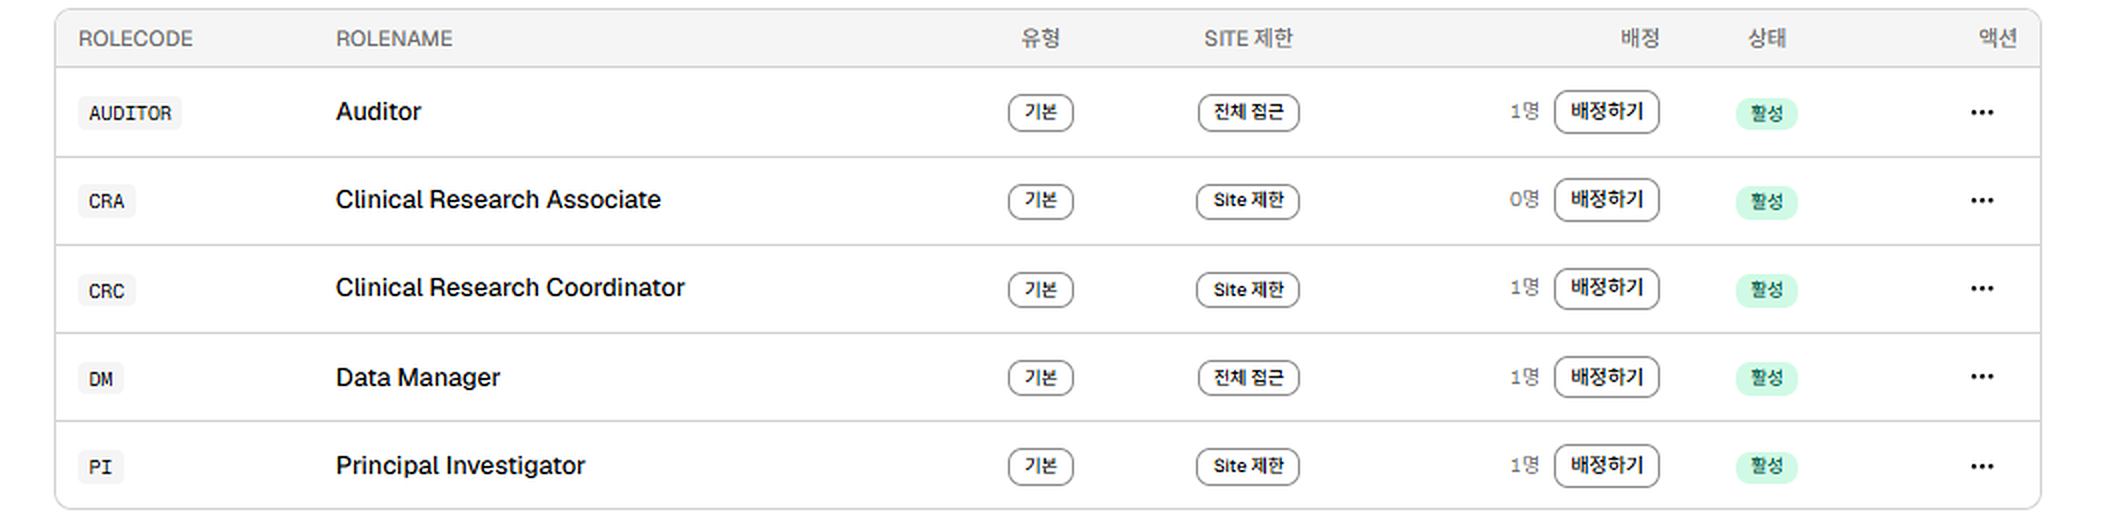 ROLECODE ROLENAME 유형 SITE 제한 배정 상태 액션
AUDITOR Auditor 기본 전체 접근 1명 배정하기 활성 •••
CRA Clinical Research Associate 기본 Site 제한 0명 배정하기 활성 •••
CRC Clinical Research Coordinator 기본 Site 제한 1명 배정하기 활성 •••
DM Data Manager 기본 전체 접근 1명 배정하기 활성 •••
PI Principal Investigator 기본 Site 제한 1명 배정하기 활성 •••